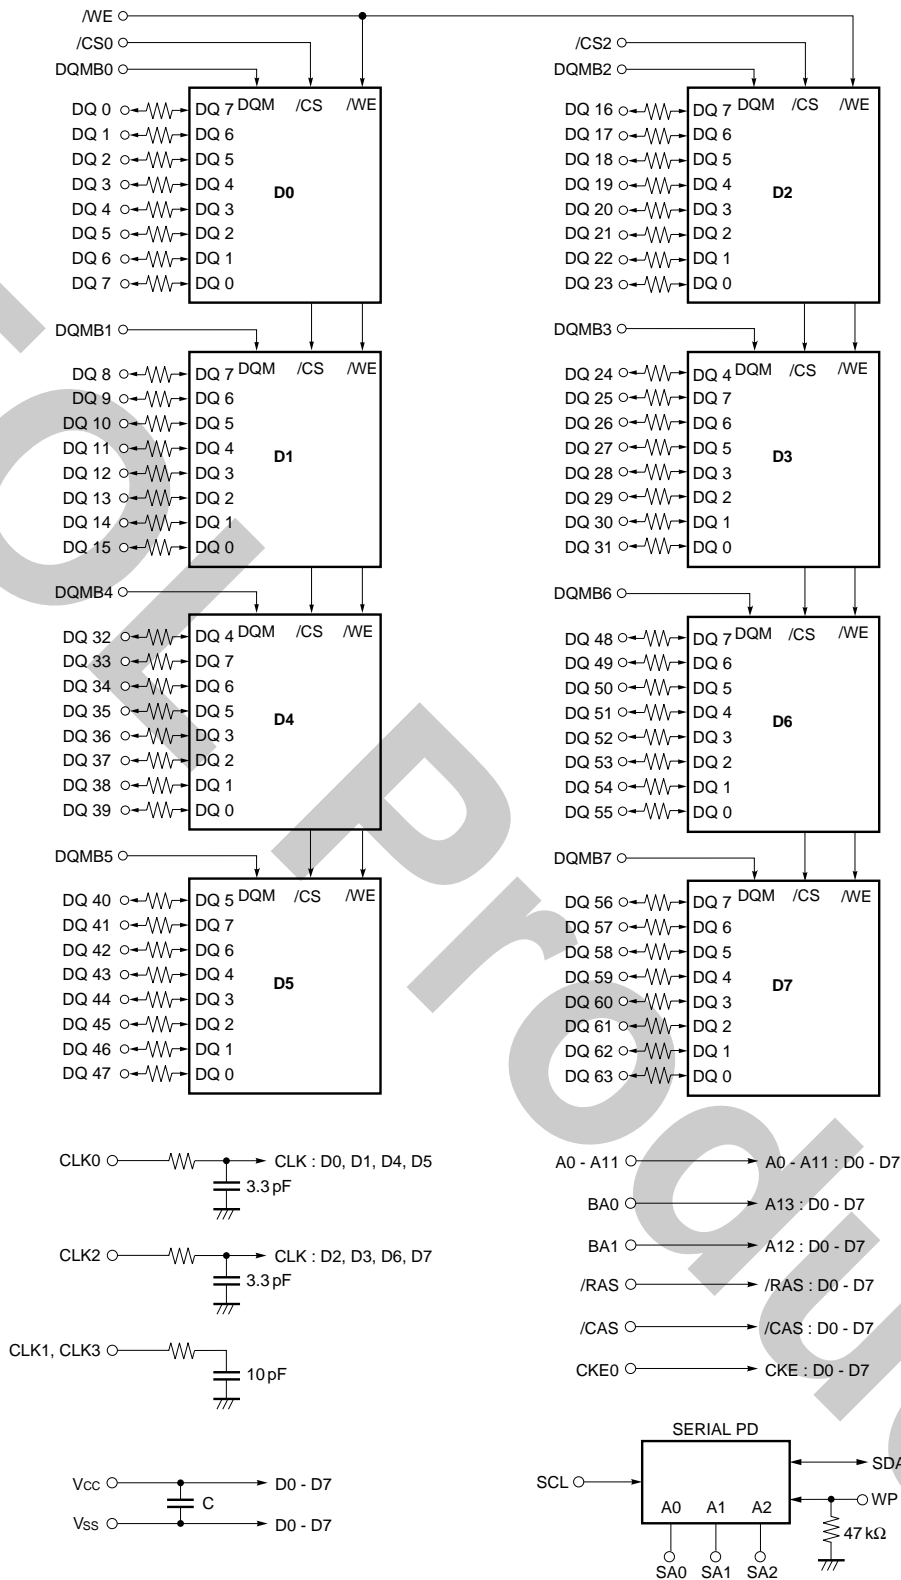 /WE
/CS0
/CS2
DQMB0
DQMB2
DQM /CS /WE
DQ 0 DQ 7
DQ 1 DQ 6
DQ 2 DQ 5
DQ 3 DQ 4
DQ 4 DQ 3
DQ 5 DQ 2
DQ 6 DQ 1
DQ 7 DQ 0
D0
DQM /CS /WE
DQ 16 DQ 7
DQ 17 DQ 6
DQ 18 DQ 5
DQ 19 DQ 4
DQ 20 DQ 3
DQ 21 DQ 2
DQ 22 DQ 1
DQ 23 DQ 0
D2
DQMB1
DQM /CS /WE
DQ 8 DQ 7
DQ 9 DQ 6
DQ 10 DQ 5
DQ 11 DQ 4
DQ 12 DQ 3
DQ 13 DQ 2
DQ 14 DQ 1
DQ 15 DQ 0
D1
DQMB3
DQM /CS /WE
DQ 24 DQ 4
DQ 25 DQ 7
DQ 26 DQ 6
DQ 27 DQ 5
DQ 28 DQ 3
DQ 29 DQ 2
DQ 30 DQ 1
DQ 31 DQ 0
D3
DQMB4
DQM /CS /WE
DQ 32 DQ 4
DQ 33 DQ 7
DQ 34 DQ 6
DQ 35 DQ 5
DQ 36 DQ 3
DQ 37 DQ 2
DQ 38 DQ 1
DQ 39 DQ 0
D4
DQMB6
DQM /CS /WE
DQ 48 DQ 7
DQ 49 DQ 6
DQ 50 DQ 5
DQ 51 DQ 4
DQ 52 DQ 3
DQ 53 DQ 2
DQ 54 DQ 1
DQ 55 DQ 0
D6
DQMB5
DQM /CS /WE
DQ 40 DQ 5
DQ 41 DQ 7
DQ 42 DQ 6
DQ 43 DQ 4
DQ 44 DQ 3
DQ 45 DQ 2
DQ 46 DQ 1
DQ 47 DQ 0
D5
DQMB7
DQM /CS /WE
DQ 56 DQ 7
DQ 57 DQ 6
DQ 58 DQ 5
DQ 59 DQ 4
DQ 60 DQ 3
DQ 61 DQ 2
DQ 62 DQ 1
DQ 63 DQ 0
D7
CLK0 CLK : D0, D1, D4, D5
3.3 pF
CLK2 CLK : D2, D3, D6, D7
3.3 pF
CLK1, CLK3
10 pF
VCC D0 - D7
C
VSS D0 - D7
A0 - A11 A0 - A11 : D0 - D7
BA0 A13 : D0 - D7
BA1 A12 : D0 - D7
/RAS /RAS : D0 - D7
/CAS /CAS : D0 - D7
CKE0 CKE : D0 - D7
SERIAL PD
SCL
SDA
WP
A0 A1 A2
47 kΩ
SA0 SA1 SA2